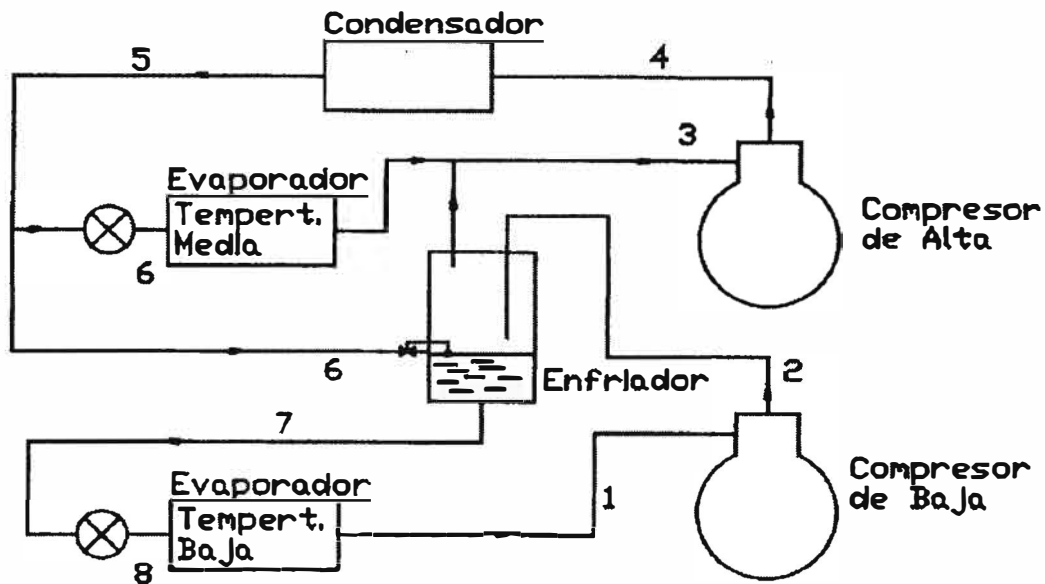 Condensador
5
4
3
Evaporador
Tempert.
Media
6
Compresor
de Alta
6
Enfriador
2
7
Evaporador
Tempert.
Baja
8
1
Compresor
de Baja